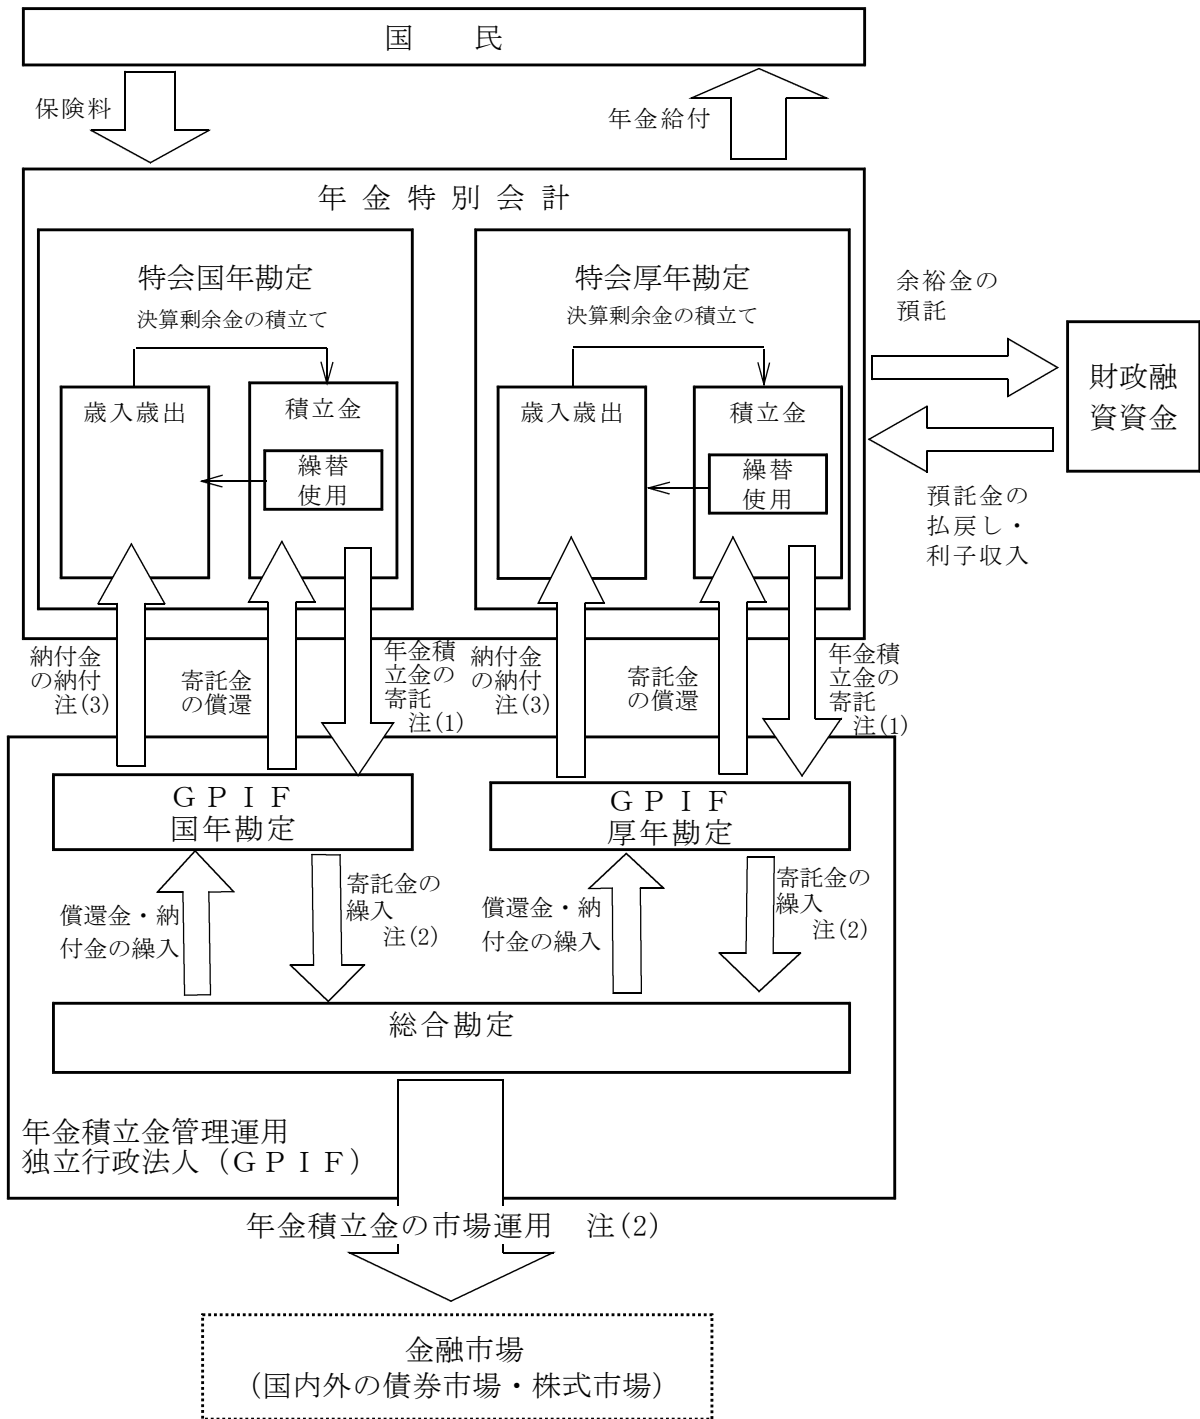 国　　民
保険料
年金給付
年金特別会計
特会国年勘定
決算剰余金の積立て
歳入歳出
積立金
繰替
使用
特会厚年勘定
決算剰余金の積立て
歳入歳出
積立金
繰替
使用
余裕金の
預託
財政融
資資金
預託金の
払戻し・
利子収入
納付金
の納付
注(3)
寄託金
の償還
年金積
立金の
寄託
注(1)
納付金
の納付
注(3)
寄託金
の償還
年金積
立金の
寄託
注(1)
ＧＰＩＦ
国年勘定
ＧＰＩＦ
厚年勘定
償還金・納
付金の繰入
寄託金の
繰入
注(2)
償還金・納
付金の繰入
寄託金の
繰入
注(2)
総合勘定
年金積立金管理運用
独立行政法人（ＧＰＩＦ）
年金積立金の市場運用　注(2)
金融市場
（国内外の債券市場・株式市場）